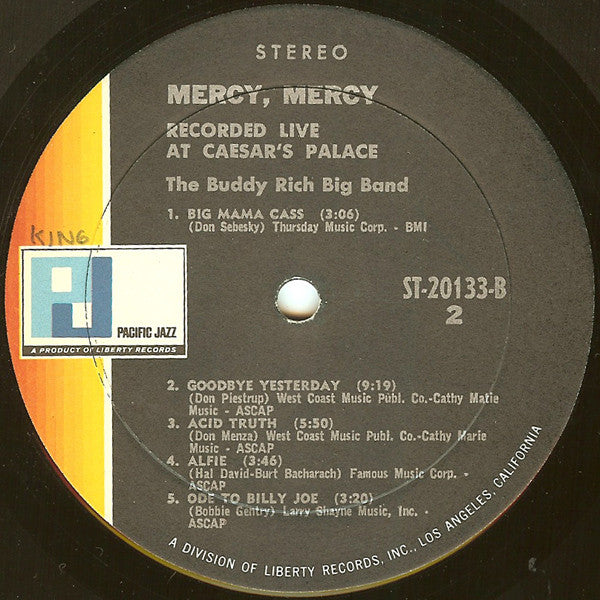 STEREO
MERCY, MERCY
RECORDED LIVE
AT CAESAR'S PALACE
The Buddy Rich Big Band
1. BIG MAMA CASS (3:06)
(Don Sebesky) Thursday Music Corp. - BMI
KING
PJ
PACIFIC JAZZ
A PRODUCT OF LIBERTY RECORDS
ST-20133-B
2
2. GOODBYE YESTERDAY (9:19)
(Don Piestrup) West Coast Music Publ. Co.-Cathy Marie
Music - ASCAP
3. ACID TRUTH (5:50)
(Don Menza) West Coast Music Publ. Co.-Cathy Marie
Music - ASCAP
4. ALFIE (3:46)
((Hal David-Burt Bacharach) Famous Music Corp. -
ASCAP
5. ODE TO BILLY JOE (3:20)
(Bobbie Gentry) Larry Shayne Music, Inc. -
ASCAP
A DIVISION OF LIBERTY RECORDS, INC., LOS ANGELES, CALIFORNIA